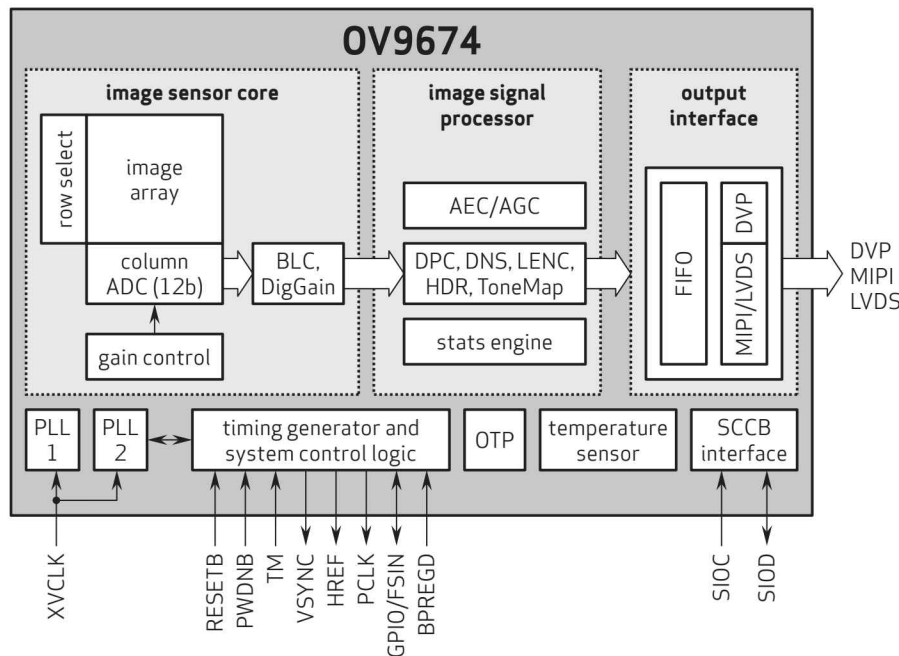 OV9674
image sensor core
row select
image
array
column
ADC (12b)
gain control
BLC,
DigGain
image signal
processor
AEC/AGC
DPC, DNS, LENC,
HDR, ToneMap
stats engine
output
interface
FIFO
DVP
MIPI/LVDS
DVP
MIPI
LVDS
PLL
1
PLL
2
timing generator and
system control logic
OTP
temperature
sensor
SCCB
interface
XVCLK
RESETB
PWDNB
TM
VSYNC
HREF
PCLK
GPIO/FSIN
BPREGD
SIOC
SIOD